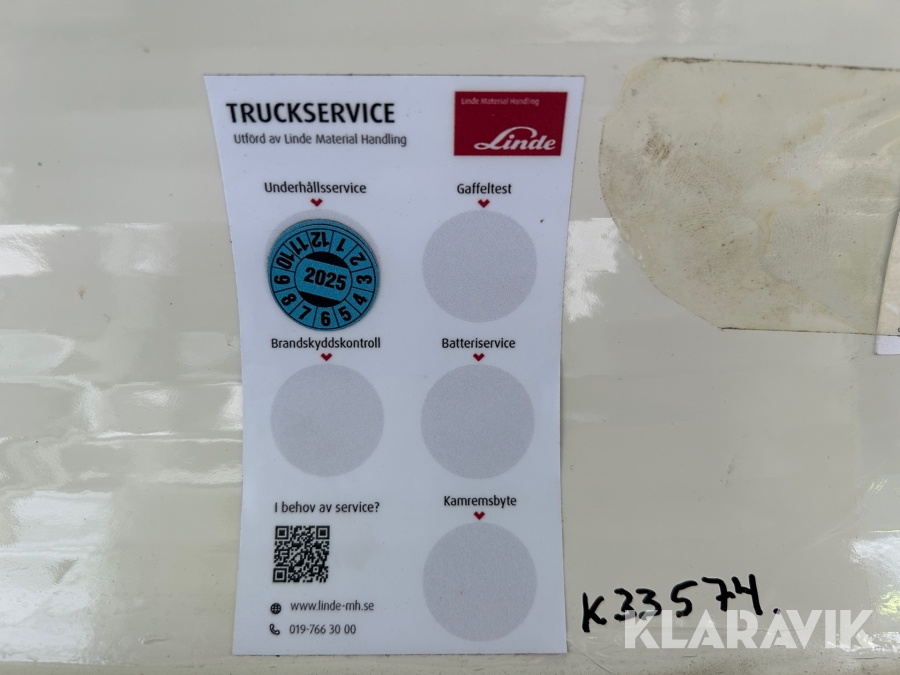 TRUCKSERVICE
Utförd av Linde Material Handling
Linde Material Handling
Linde
Underhållsservice
Gaffeltest
12 1 2 3 4 5 6 7 8 9 10 11
2025
Brandskyddskontroll
Batteriservice
I behov av service?
Kamremsbyte
www.linde-mh.se
019-766 30 00
K33574.
KLARAVIK